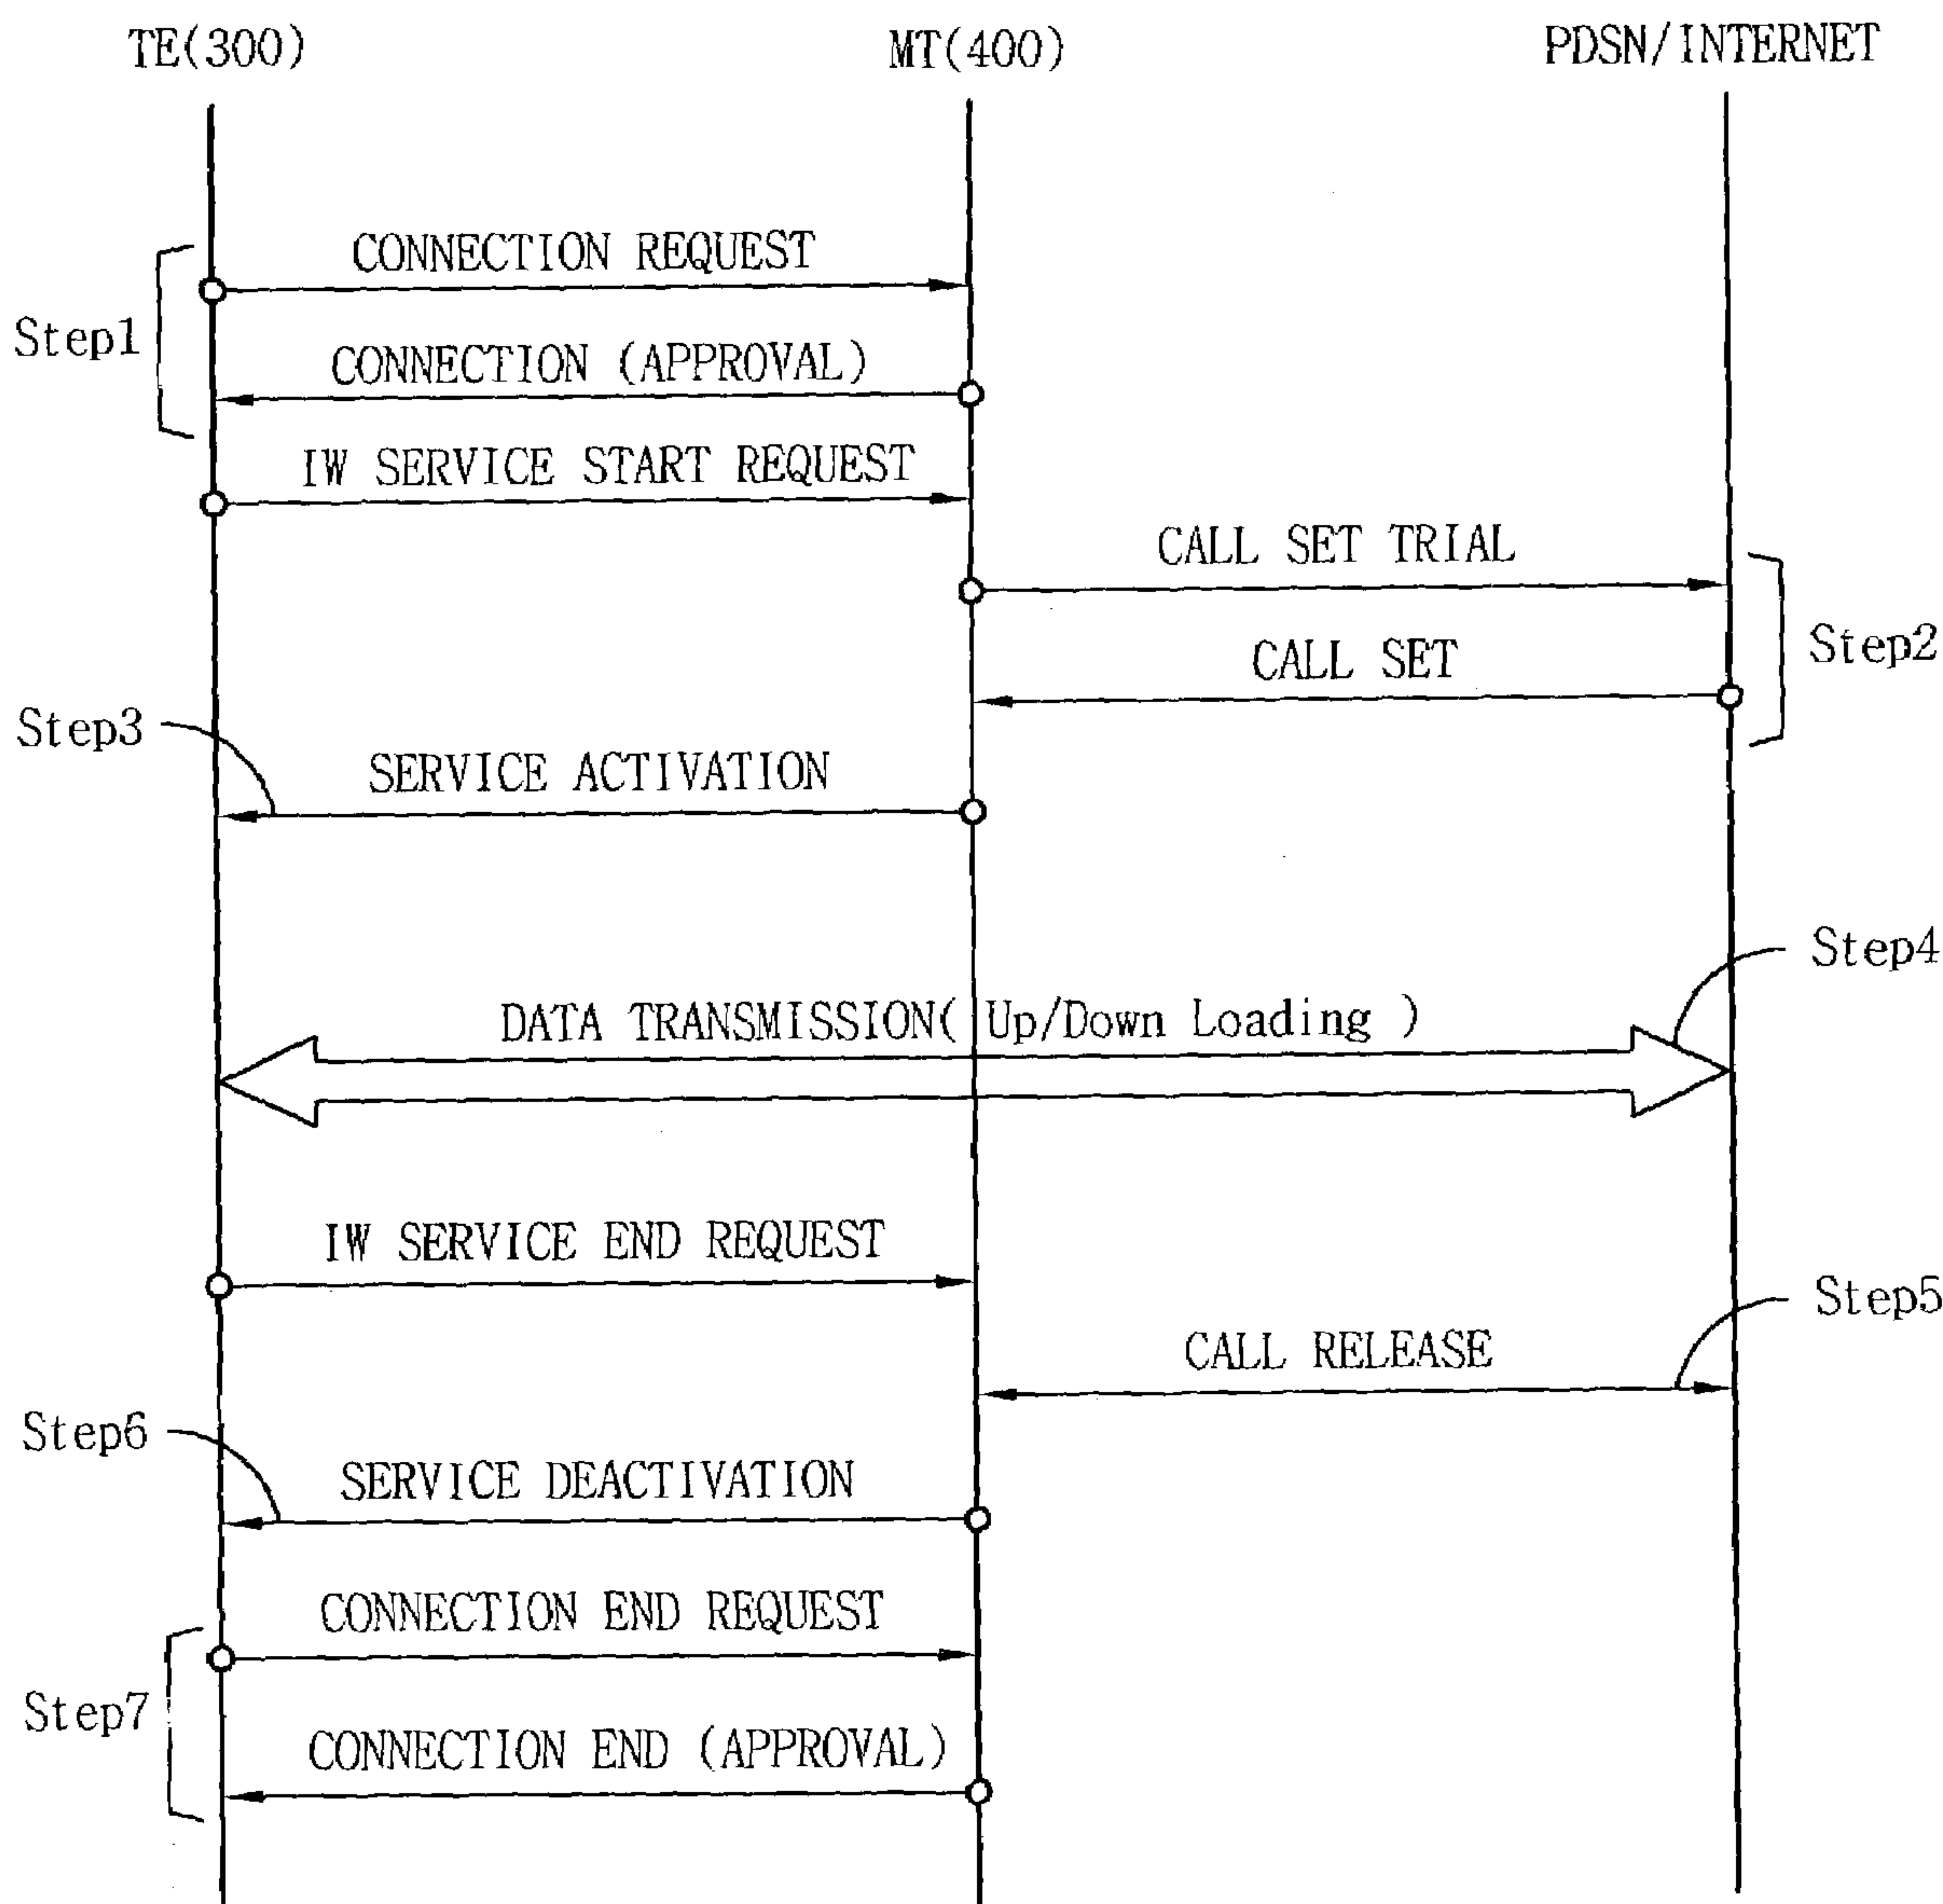 TE(300)
MT(400)
PDSN/INTERNET
CONNECTION REQUEST
Step1
CONNECTION (APPROVAL)
IW SERVICE START REQUEST
CALL SET TRIAL
Step2
CALL SET
Step3
SERVICE ACTIVATION
Step4
DATA TRANSMISSION( Up/Down Loading )
IW SERVICE END REQUEST
Step5
CALL RELEASE
Step6
SERVICE DEACTIVATION
CONNECTION END REQUEST
Step7
CONNECTION END (APPROVAL)